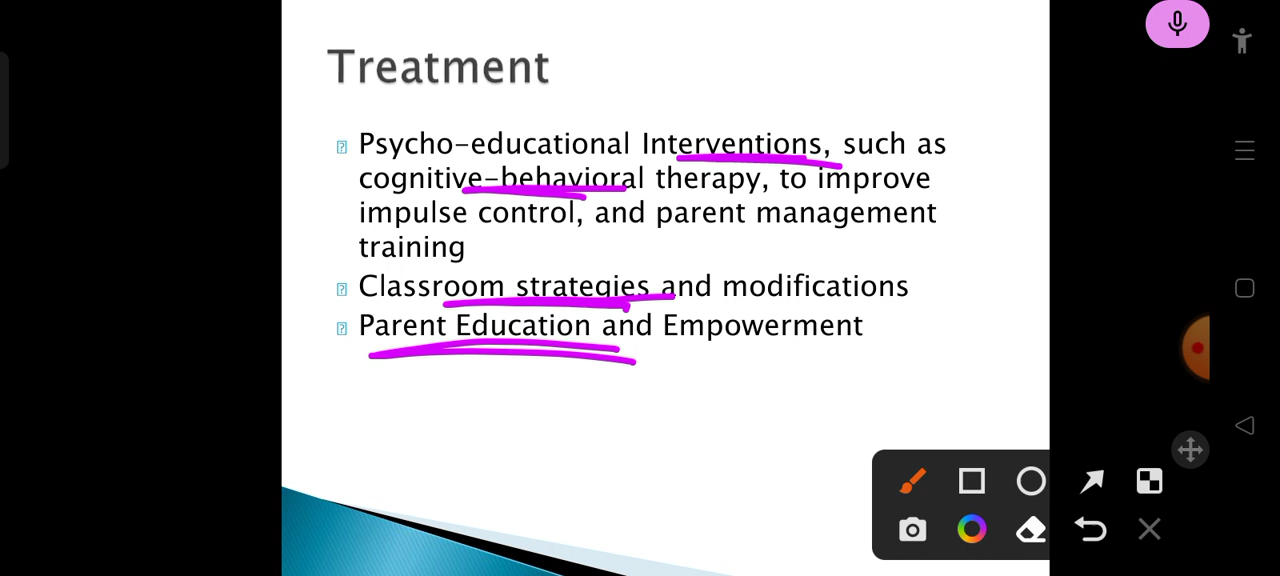 Treatment
Psycho-educational Interventions, such as
cognitive-behavioral therapy, to improve
impulse control, and parent management
training
Classroom strategies and modifications
Parent Education and Empowerment